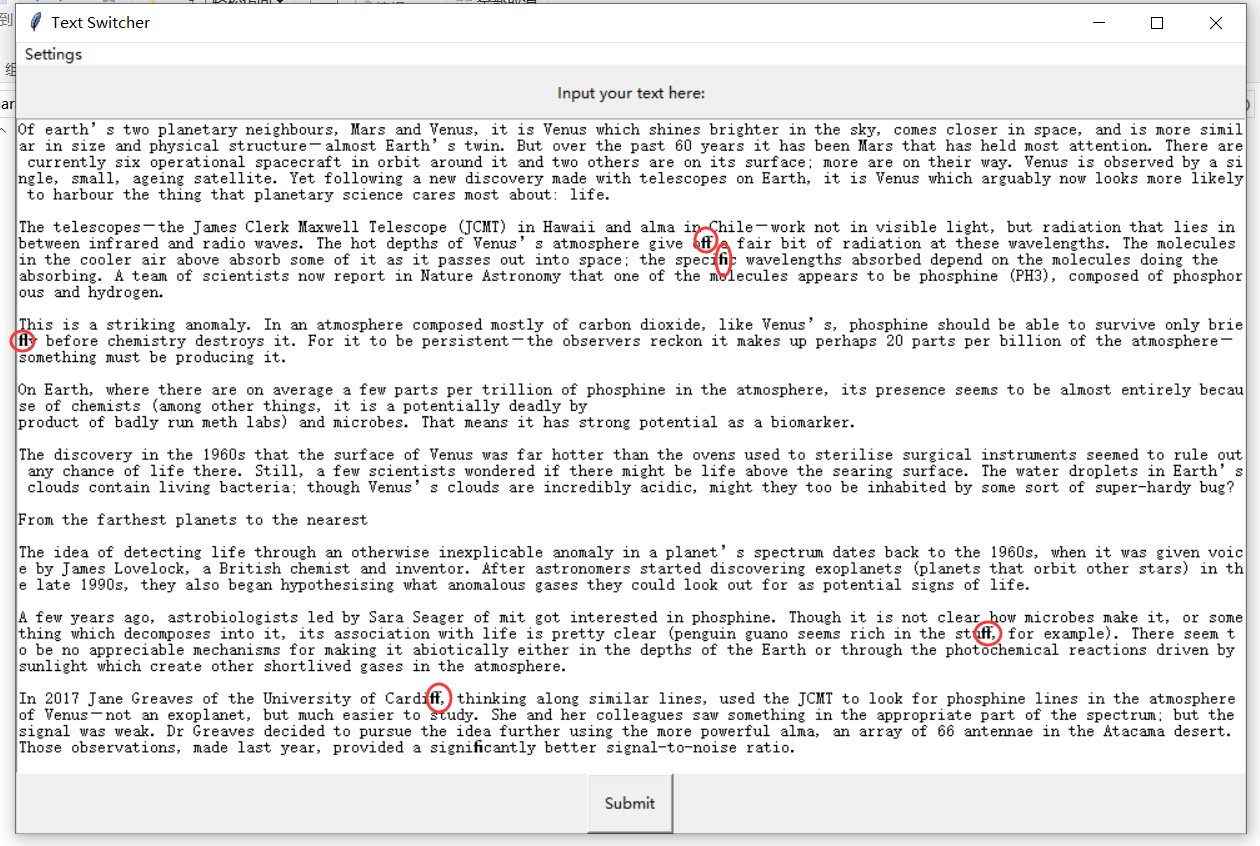 Text Switcher
Settings
Input your text here:
Of earth’s two planetary neighbours, Mars and Venus, it is Venus which shines brighter in the sky, comes closer in space, and is more simil
ar in size and physical structure—almost Earth’s twin. But over the past 60 years it has been Mars that has held most attention. There are
currently six operational spacecraft in orbit around it and two others are on its surface; more are on their way. Venus is observed by a si
ngle, small, ageing satellite. Yet following a new discovery made with telescopes on Earth, it is Venus which arguably now looks more likely
to harbour the thing that planetary science cares most about: life.
The telescopes—the James Clerk Maxwell Telescope (JCMT) in Hawaii and alma in Chile—work not in visible light, but radiation that lies in
between infrared and radio waves. The hot depths of Venus’s atmosphere give off a fair bit of radiation at these wavelengths. The molecules
in the cooler air above absorb some of it as it passes out into space; the specific wavelengths absorbed depend on the molecules doing the
absorbing. A team of scientists now report in Nature Astronomy that one of the molecules appears to be phosphine (PH3), composed of phosphor
ous and hydrogen.
This is a striking anomaly. In an atmosphere composed mostly of carbon dioxide, like Venus’s, phosphine should be able to survive only brie
fly before chemistry destroys it. For it to be persistent—the observers reckon it makes up perhaps 20 parts per billion of the atmosphere—
something must be producing it.
On Earth, where there are on average a few parts per trillion of phosphine in the atmosphere, its presence seems to be almost entirely becau
se of chemists (among other things, it is a potentially deadly by
product of badly run meth labs) and microbes. That means it has strong potential as a biomarker.
The discovery in the 1960s that the surface of Venus was far hotter than the ovens used to sterilise surgical instruments seemed to rule out
any chance of life there. Still, a few scientists wondered if there might be life above the searing surface. The water droplets in Earth’s
clouds contain living bacteria; though Venus’s clouds are incredibly acidic, might they too be inhabited by some sort of super-hardy bug?
From the farthest planets to the nearest
The idea of detecting life through an otherwise inexplicable anomaly in a planet’s spectrum dates back to the 1960s, when it was given voic
e by James Lovelock, a British chemist and inventor. After astronomers started discovering exoplanets (planets that orbit other stars) in th
e late 1990s, they also began hypothesising what anomalous gases they could look out for as potential signs of life.
A few years ago, astrobiologists led by Sara Seager of mit got interested in phosphine. Though it is not clear how microbes make it, or some
thing which decomposes into it, its association with life is pretty clear (penguin guano seems rich in the stuff, for example). There seem t
o be no appreciable mechanisms for making it abiotically either in the depths of the Earth or through the photochemical reactions driven by
sunlight which create other shortlived gases in the atmosphere.
In 2017 Jane Greaves of the University of Cardiff, thinking along similar lines, used the JCMT to look for phosphine lines in the atmosphere
of Venus—not an exoplanet, but much easier to study. She and her colleagues saw something in the appropriate part of the spectrum; but the
signal was weak. Dr Greaves decided to pursue the idea further using the more powerful alma, an array of 66 antennae in the Atacama desert.
Those observations, made last year, provided a significantly better signal-to-noise ratio.
Submit